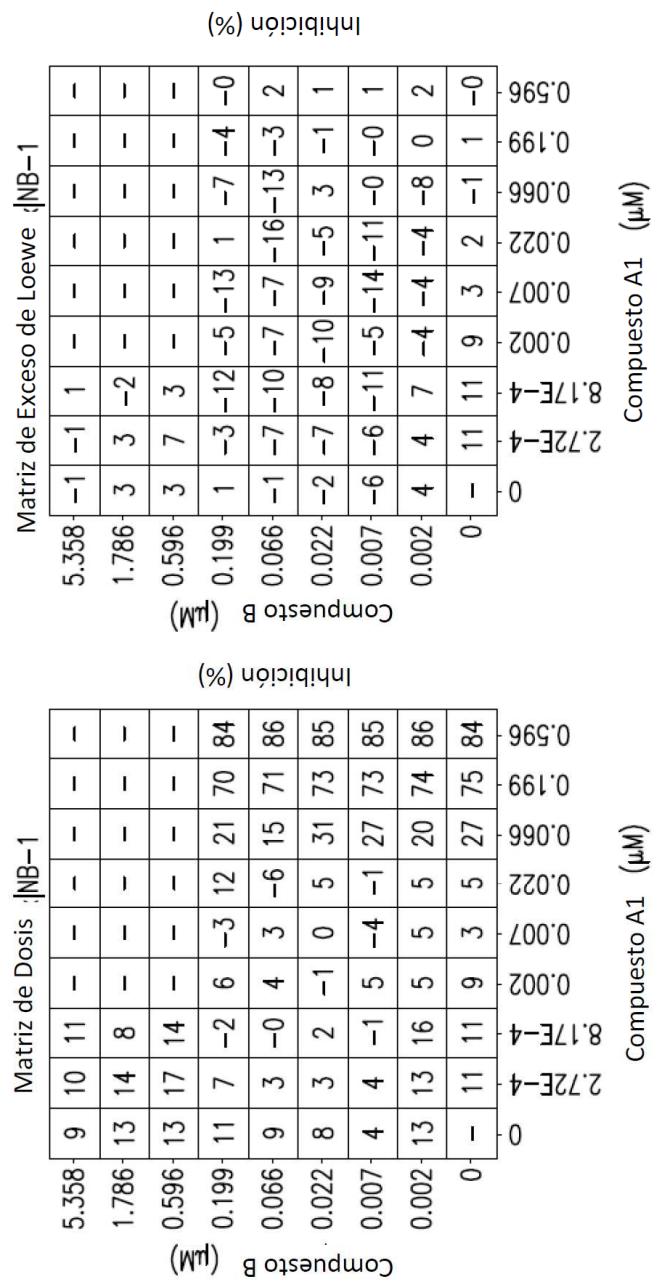 Matriz de Dosis :|NB−1
5.358 9 10 11 − − − − − −
1.786 13 14 8 − − − − − −
0.596 13 17 14 − − − − − −
0.199 11 7 −2 6 −3 12 21 70 84
0.066 9 3 −0 4 3 −6 15 71 86
0.022 8 3 2 −1 0 5 31 73 85
0.007 4 4 −1 5 −4 −1 27 73 85
0.002 13 13 16 5 5 5 20 74 86
0 − 11 11 9 3 5 27 75 84
0 2.72E−4 8.17E−4 0.002 0.007 0.022 0.060 0.199 0.596
Compuesto B (µM)
Compuesto A1 (µM)
Inhibición (%)
Matriz de Exceso de Loewe :|NB−1
5.358 −1 −1 1 − − − − − −
1.786 3 3 −2 − − − − − −
0.596 3 7 3 − − − − − −
0.199 1 −3 −12 −5 −13 1 −7 −4 −0
0.066 −1 −7 −10 −7 −7 −16 −13 −3 2
0.022 −2 −7 −8 −10 −9 −5 3 −1 1
0.007 −6 −6 −11 −5 −14 −11 −0 −0 1
0.002 4 4 7 −4 −4 −4 −8 0 2
0 − 11 11 9 3 2 −1 1 −0
0 2.72E−4 8.17E−4 0.002 0.007 0.022 0.060 0.199 0.596
Compuesto B (µM)
Compuesto A1 (µM)
Inhibición (%)